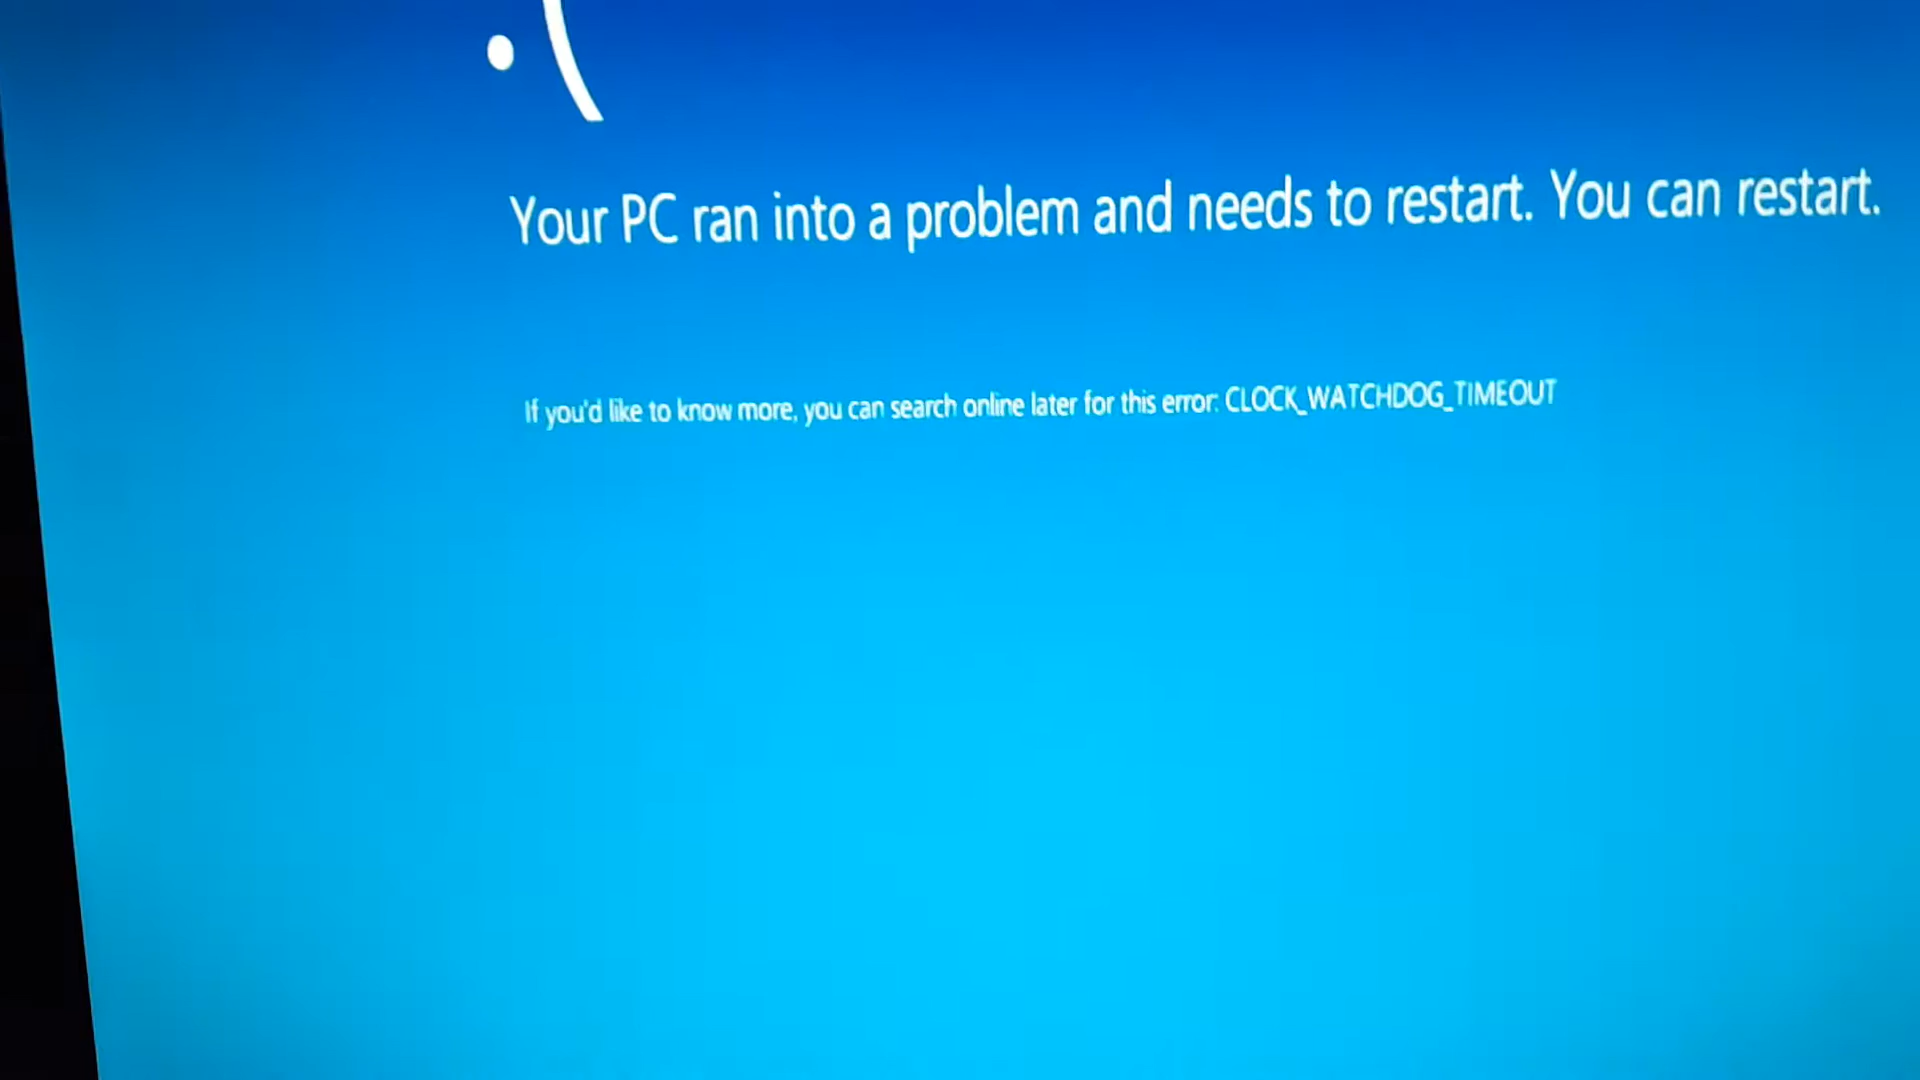 :(
Your PC ran into a problem and needs to restart. You can restart.
If you'd like to know more, you can search online later for this error: CLOCK_WATCHDOG_TIMEOUT